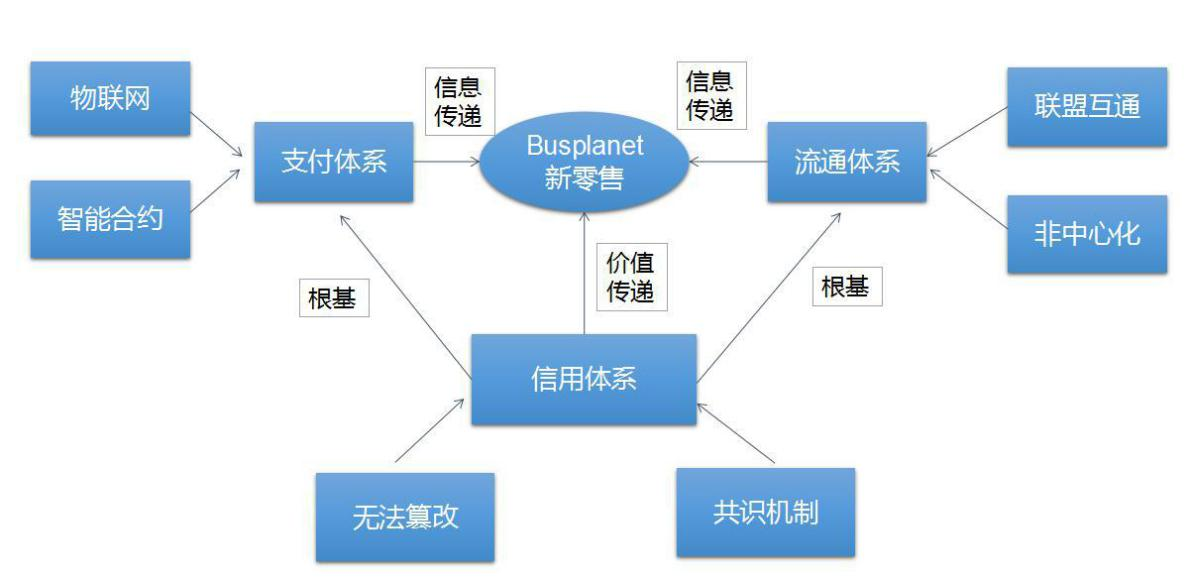 物联网
智能合约
支付体系
信息
传递
Busplanet
新零售
信息
传递
流通体系
联盟互通
非中心化
根基
价值
传递
根基
信用体系
无法篡改
共识机制